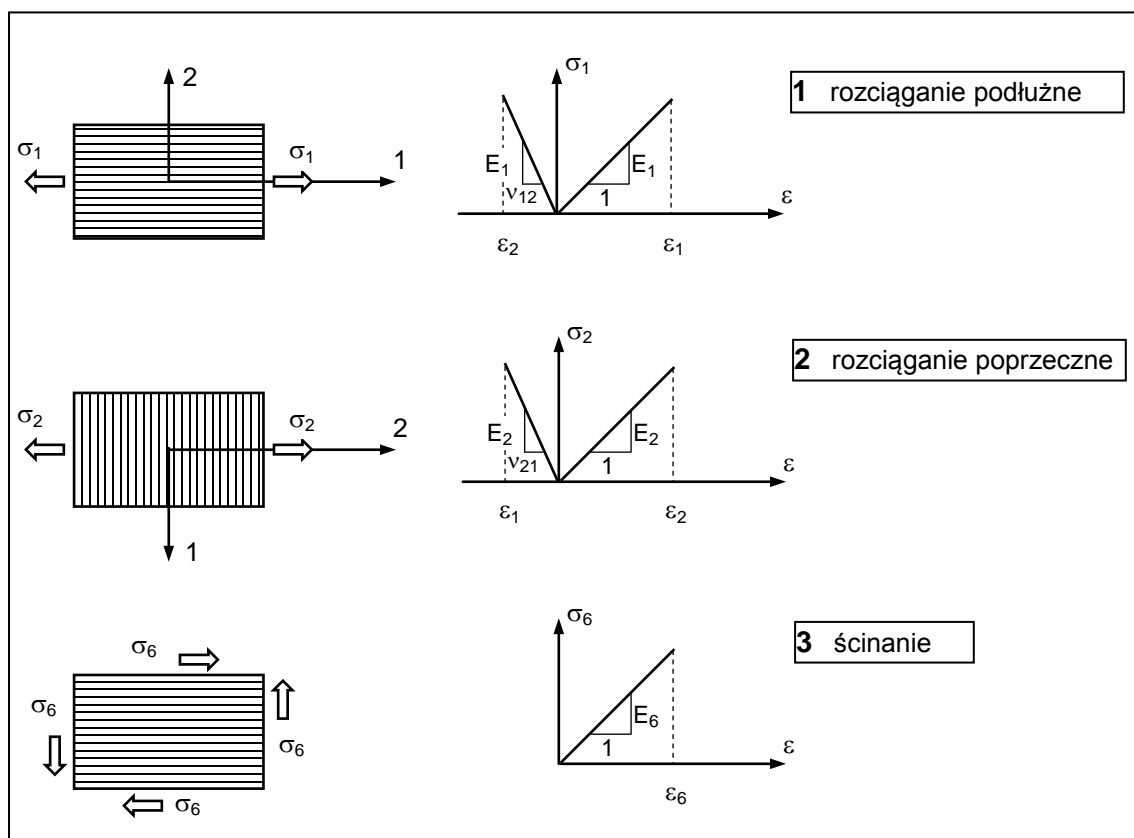 2
σ1
σ1
1
σ1
E1
ν12
E1
1
ε
ε2
ε1
1 rozciąganie podłużne
σ2
σ2
2
1
σ2
E2
ν21
E2
1
ε
ε1
ε2
2 rozciąganie poprzeczne
σ6
σ6
σ6
σ6
σ6
E6
1
ε
ε6
3 ścinanie